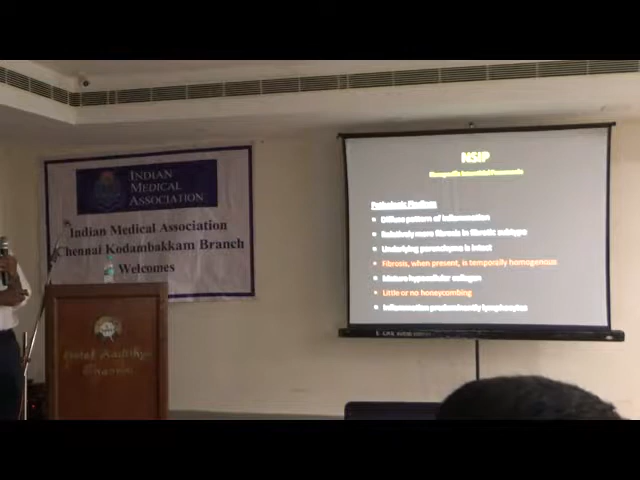 INDIAN
MEDICAL
ASSOCIATION
Indian Medical Association
Chennai Kodambakkam Branch
Welcomes
NSIP
Nonspecific Interstitial Pneumonia
Pathologic Findings
Diffuse pattern of inflammation
Relatively more fibrosis in fibrotic subtype
Underlying parenchyma is intact
Fibrosis, when present, is temporally homogenous
Mature hypocellular collagen
Little or no honeycombing
Inflammation predominantly lymphocytes